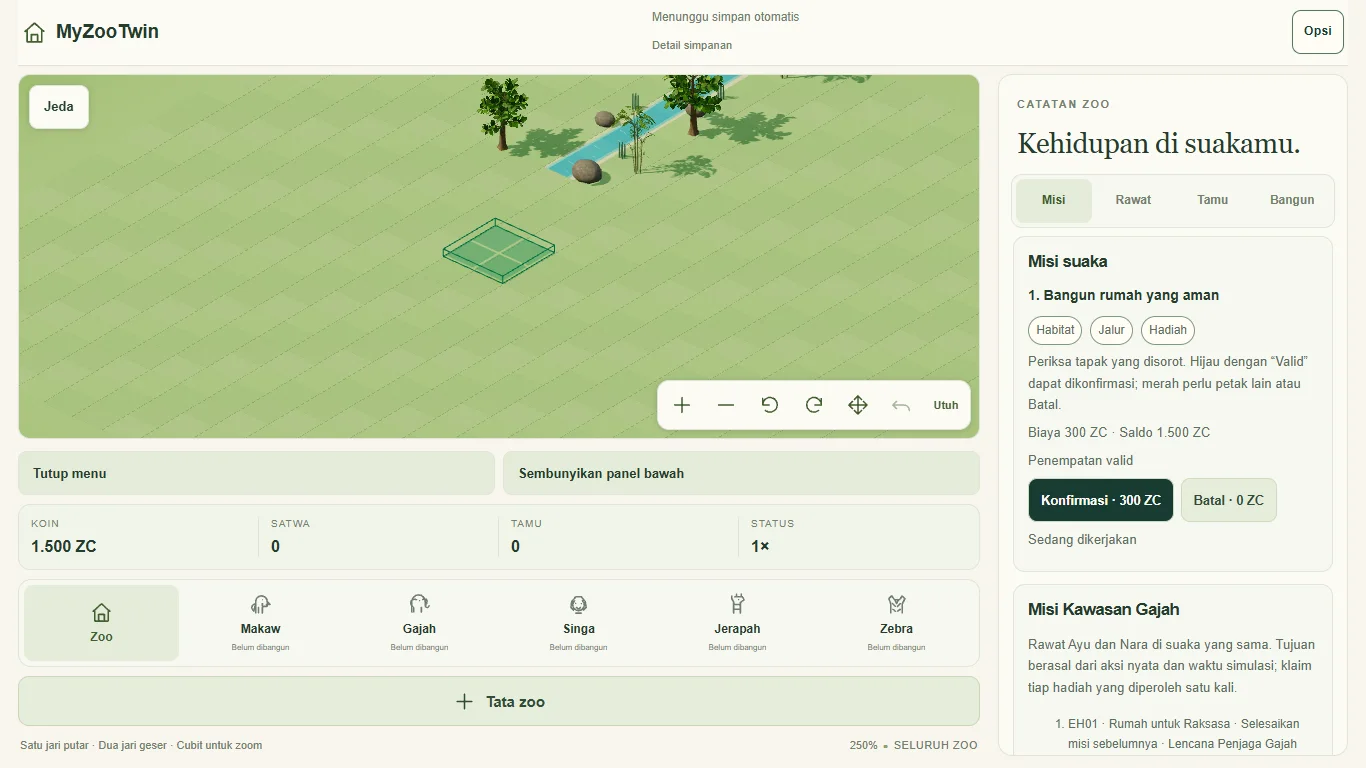 MyZooTwin
Menunggu simpan otomatis
Detail simpanan
Opsi
Jeda
Utuh
Tutup menu
Sembunyikan panel bawah
KOIN
1.500 ZC
SATWA
0
TAMU
0
STATUS
1×
Zoo
Makaw
Belum dibangun
Gajah
Belum dibangun
Singa
Belum dibangun
Jerapah
Belum dibangun
Zebra
Belum dibangun
Tata zoo
Satu jari putar · Dua jari geser · Cubit untuk zoom
250% • SELURUH ZOO
CATATAN ZOO
Kehidupan di suakamu.
Misi
Rawat
Tamu
Bangun
Misi suaka
1. Bangun rumah yang aman
Habitat
Jalur
Hadiah
Periksa tapak yang disorot. Hijau dengan “Valid”
dapat dikonfirmasi; merah perlu petak lain atau
Batal.
Biaya 300 ZC · Saldo 1.500 ZC
Penempatan valid
Konfirmasi · 300 ZC
Batal · 0 ZC
Sedang dikerjakan
Misi Kawasan Gajah
Rawat Ayu dan Nara di suaka yang sama. Tujuan
berasal dari aksi nyata dan waktu simulasi; klaim
tiap hadiah yang diperoleh satu kali.
1. EH01 · Rumah untuk Raksasa · Selesaikan
misi sebelumnya · Lencana Penjaga Gajah